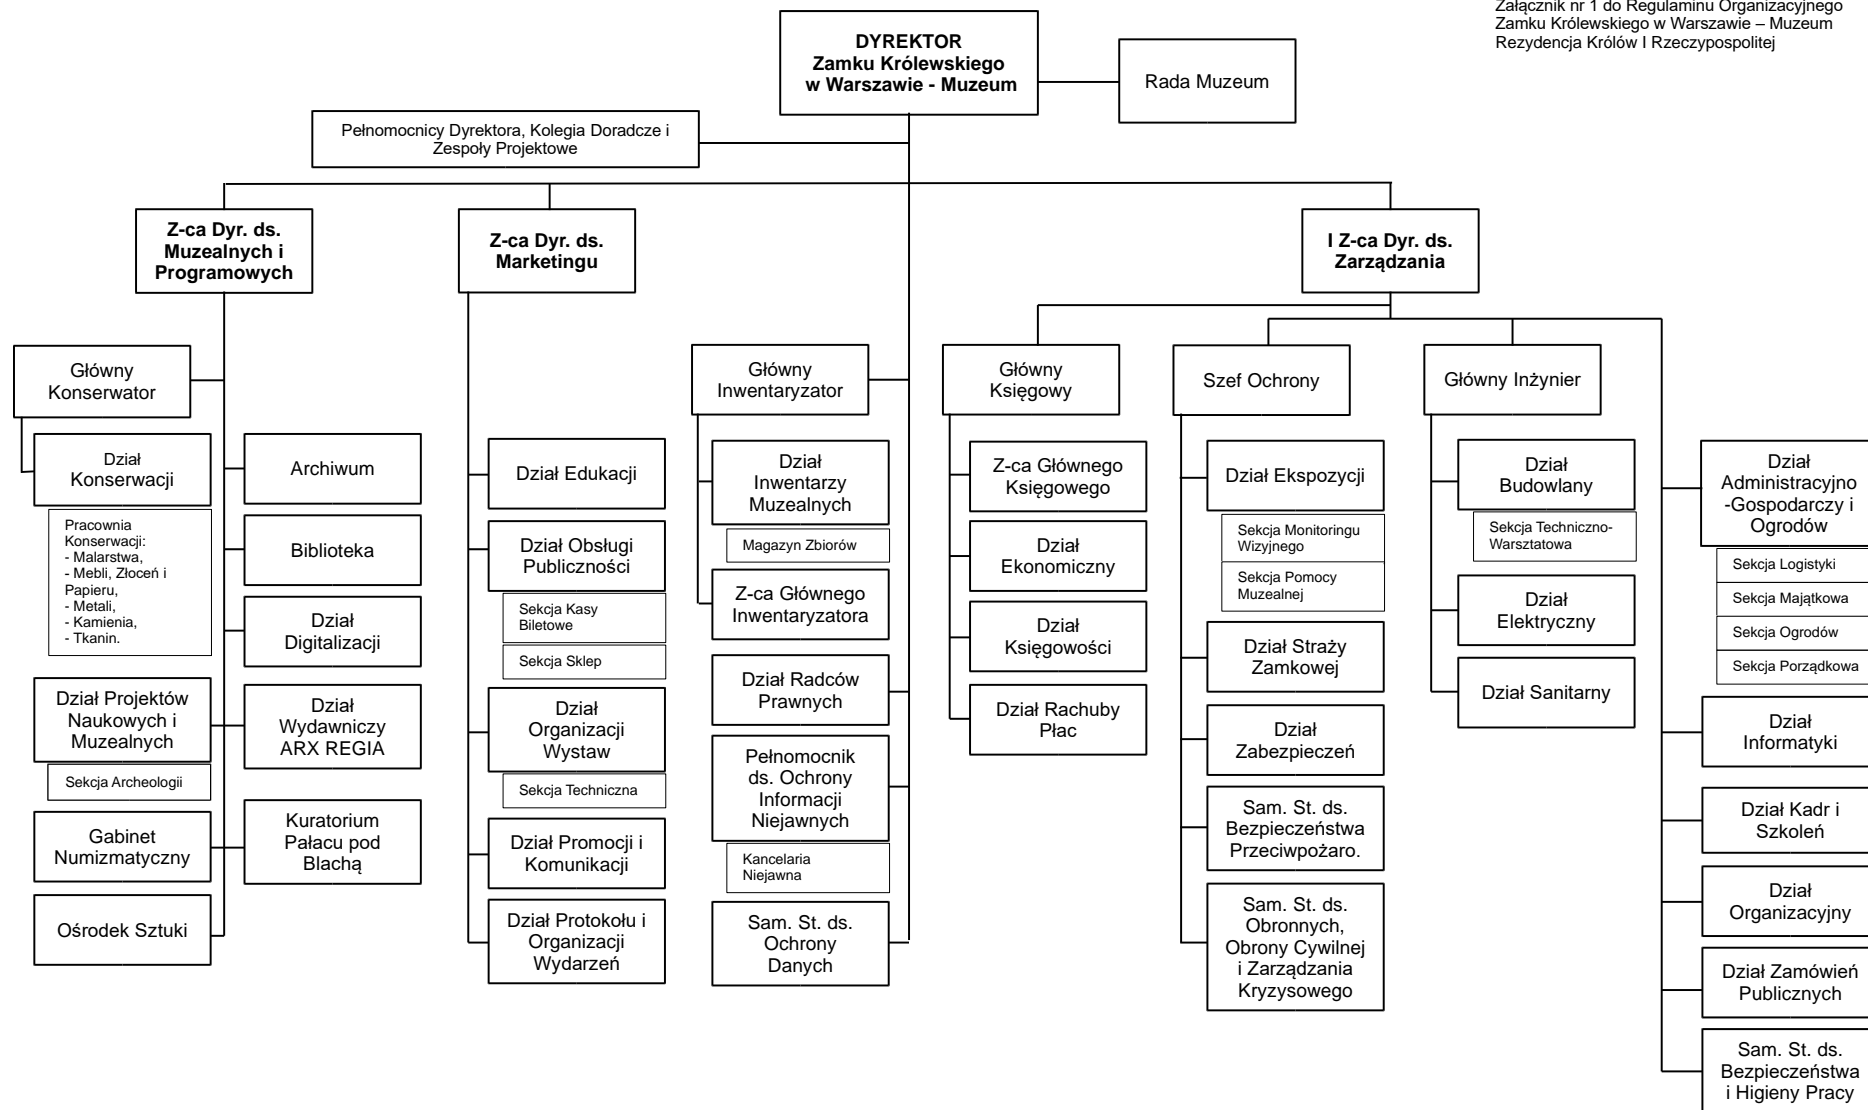 Załącznik nr 1 do Regulaminu Organizacyjnego
Zamku Królewskiego w Warszawie – Muzeum
Rezydencja Królów I Rzeczypospolitej
DYREKTOR
Zamku Królewskiego
w Warszawie - Muzeum
Rada Muzeum
Pełnomocnicy Dyrektora, Kolegia Doradcze i
Zespoły Projektowe
Z-ca Dyr. ds.
Muzealnych i
Programowych
Z-ca Dyr. ds.
Marketingu
I Z-ca Dyr. ds.
Zarządzania
Główny
Konserwator
Dział
Konserwacji
Pracownia
Konserwacji:
- Malarstwa,
- Mebli, Złoceń i
Papieru,
- Metali,
- Kamienia,
- Tkanin.
Dział Projektów
Naukowych i
Muzealnych
Sekcja Archeologii
Gabinet
Numizmatyczny
Ośrodek Sztuki
Archiwum
Biblioteka
Dział
Digitalizacji
Dział
Wydawniczy
ARX REGIA
Kuratorium
Pałacu pod
Blachą
Dział Edukacji
Dział Obsługi
Publiczności
Sekcja Kasy
Biletowe
Sekcja Sklep
Dział
Organizacji
Wystaw
Sekcja Techniczna
Dział Promocji i
Komunikacji
Dział Protokołu i
Organizacji
Wydarzeń
Główny
Inwentaryzator
Dział
Inwentarzy
Muzealnych
Magazyn Zbiorów
Z-ca Głównego
Inwentaryzatora
Dział Radców
Prawnych
Pełnomocnik
ds. Ochrony
Informacji
Niejawnych
Kancelaria
Niejawna
Sam. St. ds.
Ochrony
Danych
Główny
Księgowy
Z-ca Głównego
Księgowego
Dział
Ekonomiczny
Dział
Księgowości
Dział Rachuby
Płac
Szef Ochrony
Dział Ekspozycji
Sekcja Monitoringu
Wizyjnego
Sekcja Pomocy
Muzealnej
Dział Straży
Zamkowej
Dział
Zabezpieczeń
Sam. St. ds.
Bezpieczeństwa
Przeciwpożaro.
Sam. St. ds.
Obronnych,
Obrony Cywilnej
i Zarządzania
Kryzysowego
Główny Inżynier
Dział
Budowlany
Sekcja Techniczno-
Warsztatowa
Dział
Elektryczny
Dział Sanitarny
Dział
Administracyjno
-Gospodarczy i
Ogrodów
Sekcja Logistyki
Sekcja Majątkowa
Sekcja Ogrodów
Sekcja Porządkowa
Dział
Informatyki
Dział Kadr i
Szkoleń
Dział
Organizacyjny
Dział Zamówień
Publicznych
Sam. St. ds.
Bezpieczeństwa
i Higieny Pracy